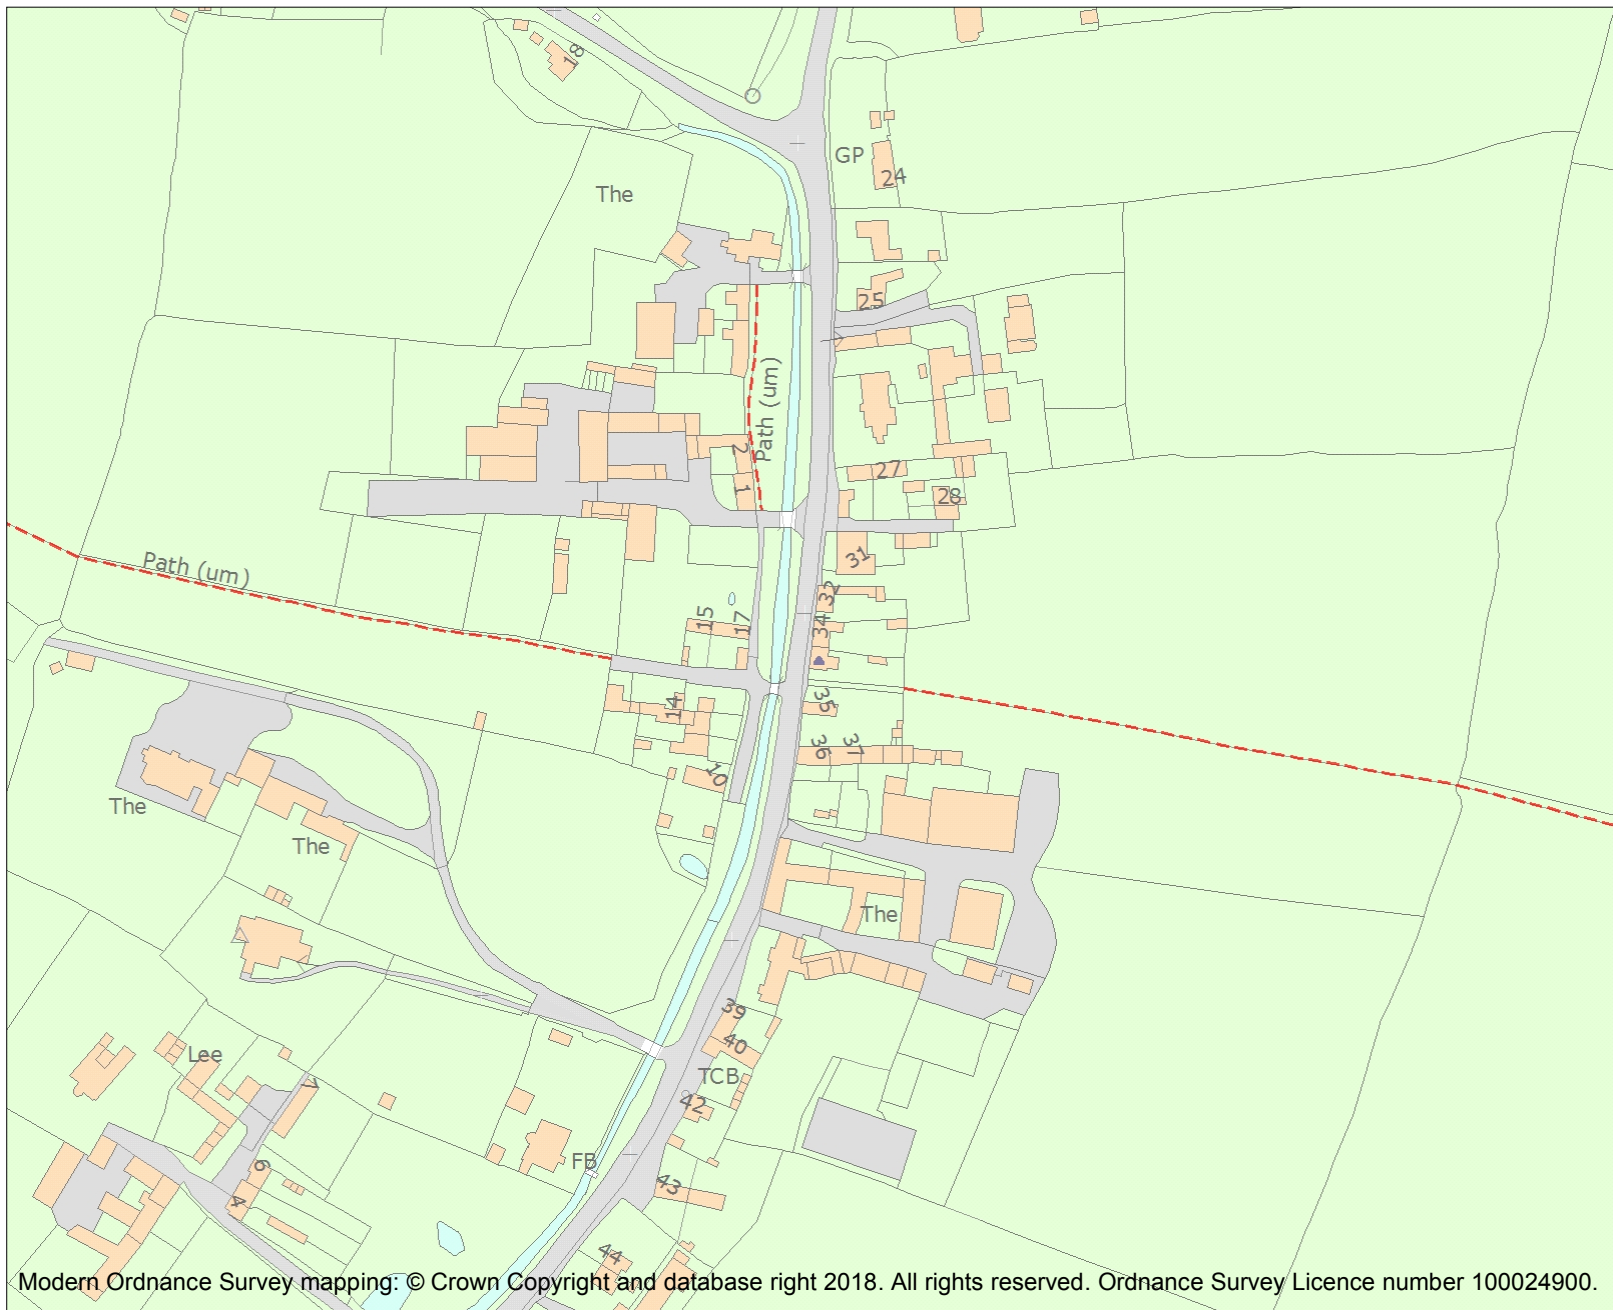 18
GP
24
The
25
Path (um)
2
1
27
28
31
Path (um)
32
15
17
34
14
35
36
37
10
The
The
The
39
40
Lee
TCB
7
42
FB
6
43
4
44
Modern Ordnance Survey mapping: © Crown Copyright and database right 2018. All rights reserved. Ordnance Survey Licence number 100024900.